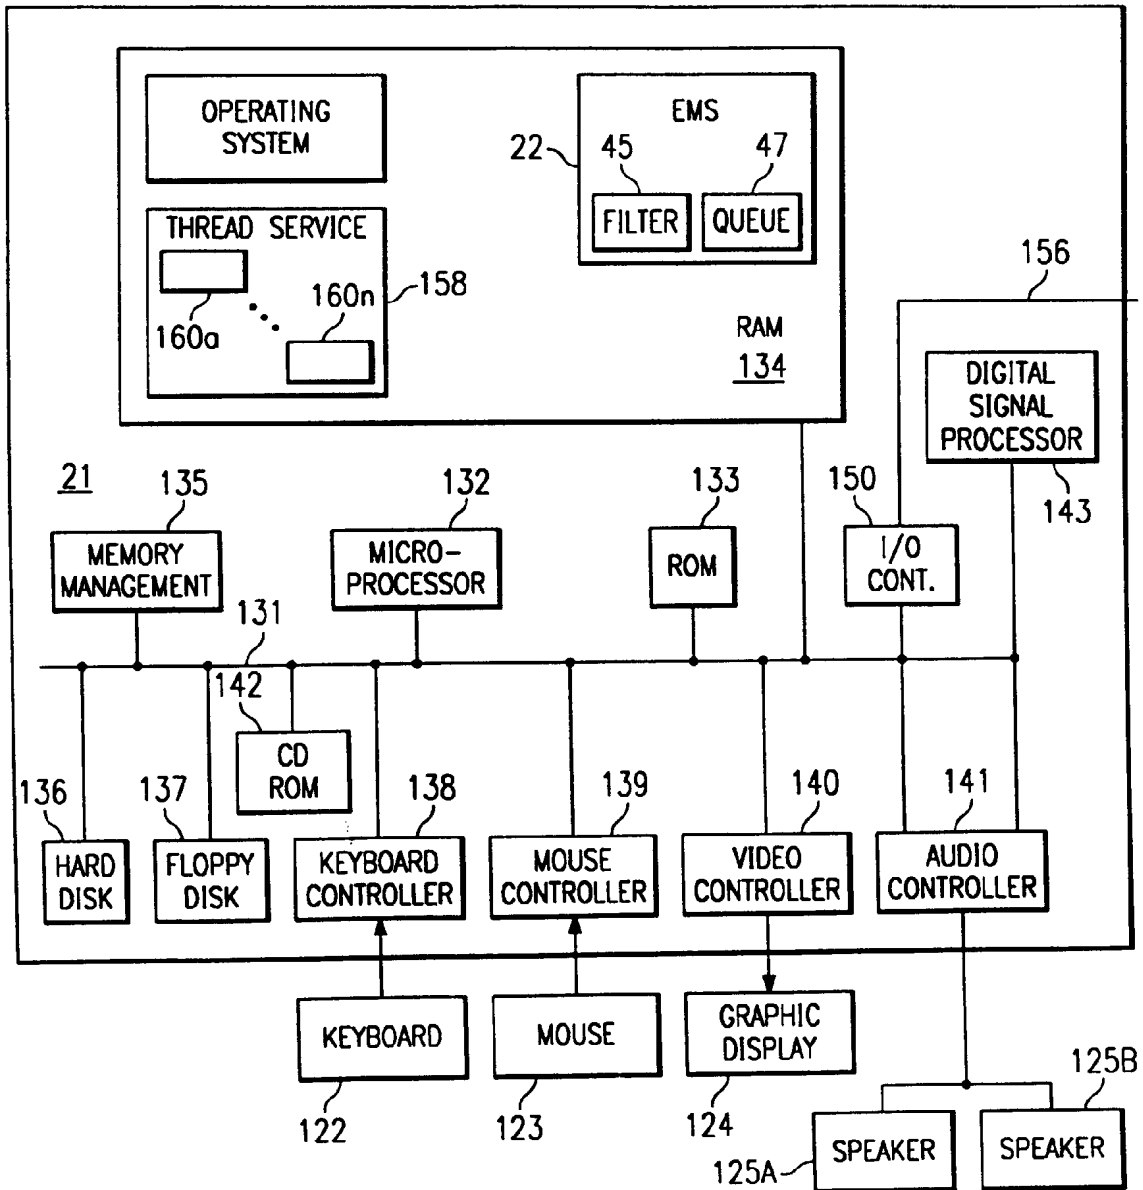 OPERATING
SYSTEM
EMS
22
45
47
FILTER
QUEUE
THREAD SERVICE
160a
160n
158
RAM
134
156
DIGITAL
SIGNAL
PROCESSOR
143
21
135
MEMORY
MANAGEMENT
132
MICRO-
PROCESSOR
133
ROM
150
I/O
CONT.
131
142
CD
ROM
136
HARD
DISK
137
FLOPPY
DISK
138
KEYBOARD
CONTROLLER
139
MOUSE
CONTROLLER
140
VIDEO
CONTROLLER
141
AUDIO
CONTROLLER
KEYBOARD
122
MOUSE
123
GRAPHIC
DISPLAY
124
125A
SPEAKER
125B
SPEAKER